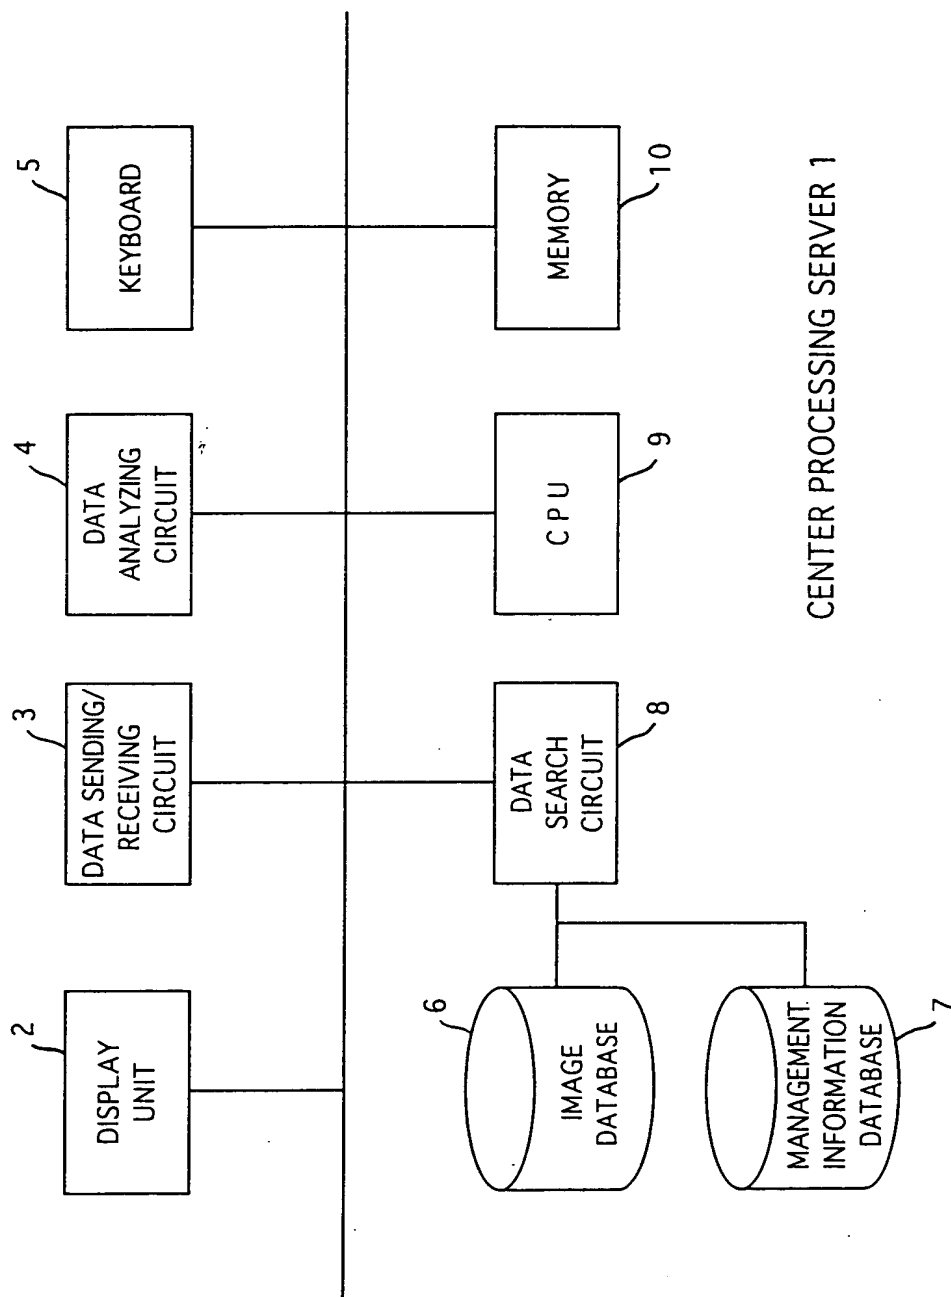 2
DISPLAY
UNIT
3
DATA SENDING/
RECEIVING
CIRCUIT
4
DATA
ANALYZING
CIRCUIT
5
KEYBOARD
6
IMAGE
DATABASE
7
MANAGEMENT
INFORMATION
DATABASE
8
DATA
SEARCH
CIRCUIT
9
CPU
10
MEMORY
CENTER PROCESSING SERVER 1